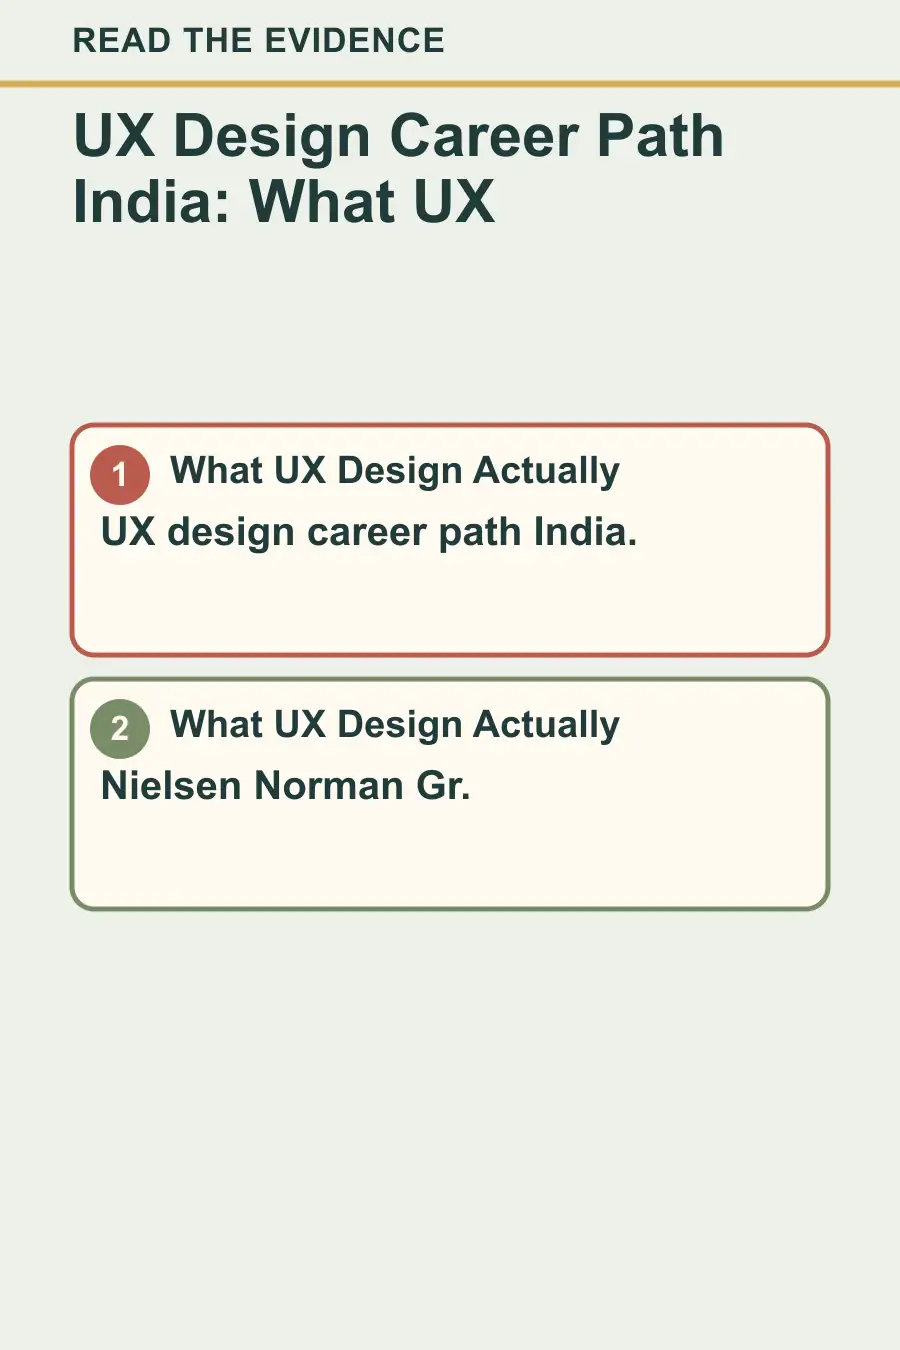 READ THE EVIDENCE
UX Design Career Path
India: What UX
1 What UX Design Actually
UX design career path India.
2 What UX Design Actually
Nielsen Norman Gr.